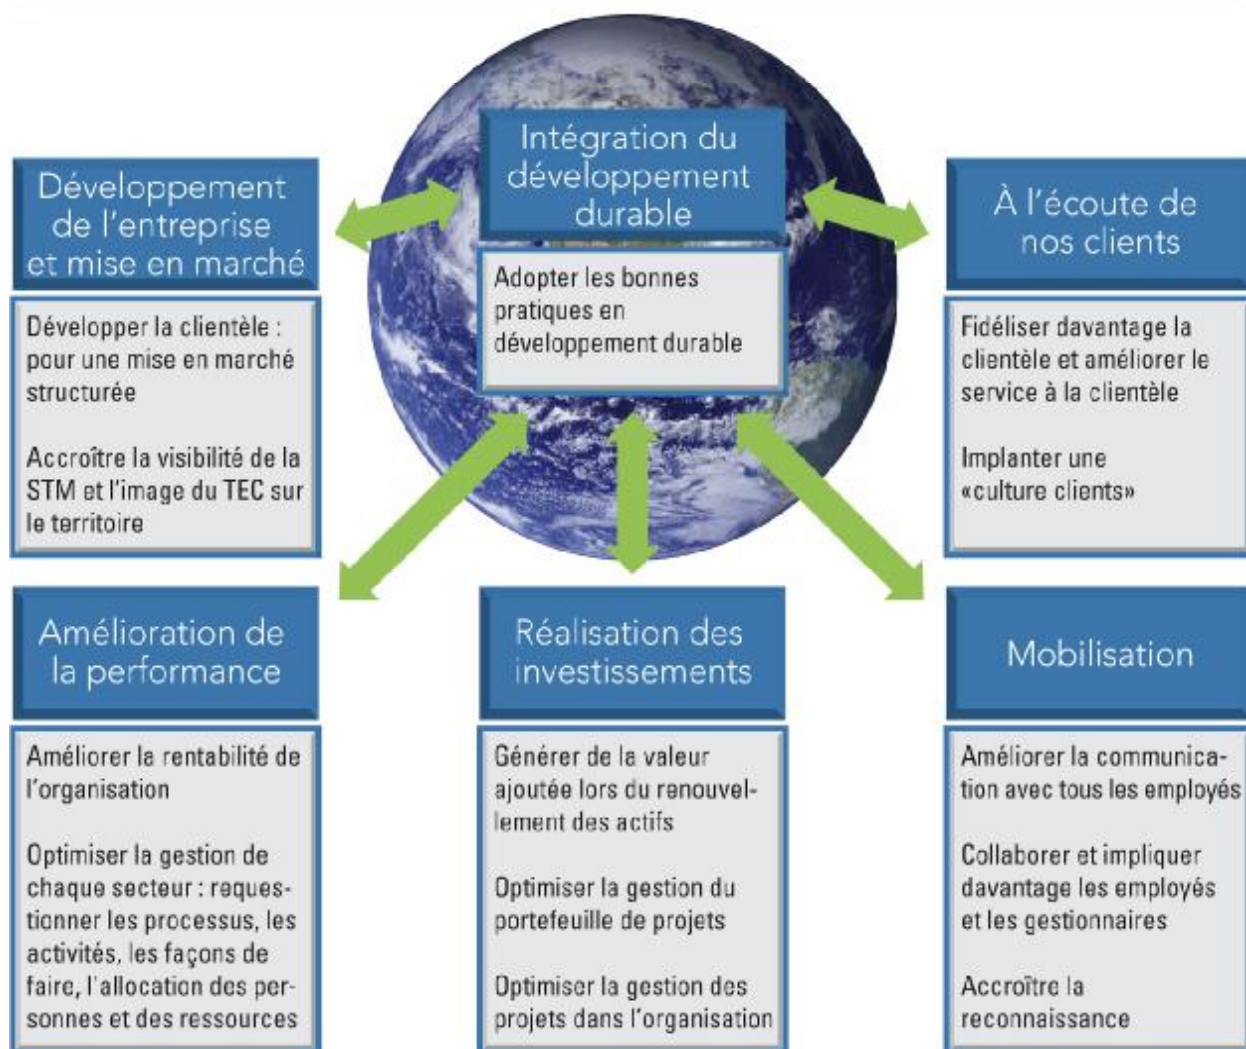 Intégration du
développement
durable
Adopter les bonnes
pratiques en
développement durable
Développement
de l'entreprise
et mise en marché
Développer la clientèle :
pour une mise en marché
structurée
Accroître la visibilité de la
STM et l'image du TEC sur
le territoire
À l'écoute de
nos clients
Fidéliser davantage la
clientèle et améliorer le
service à la clientèle
Implanter une
«culture clients»
Amélioration de
la performance
Améliorer la rentabilité de
l'organisation
Optimiser la gestion de
chaque secteur : reques-
tionner les processus, les
activités, les façons de
faire, l'allocation des per-
sonnes et des ressources
Réalisation des
investissements
Générer de la valeur
ajoutée lors du renouvel-
lement des actifs
Optimiser la gestion du
portefeuille de projets
Optimiser la gestion des
projets dans l'organisation
Mobilisation
Améliorer la communica-
tion avec tous les employés
Collaborer et impliquer
davantage les employés
et les gestionnaires
Accroître la
reconnaissance